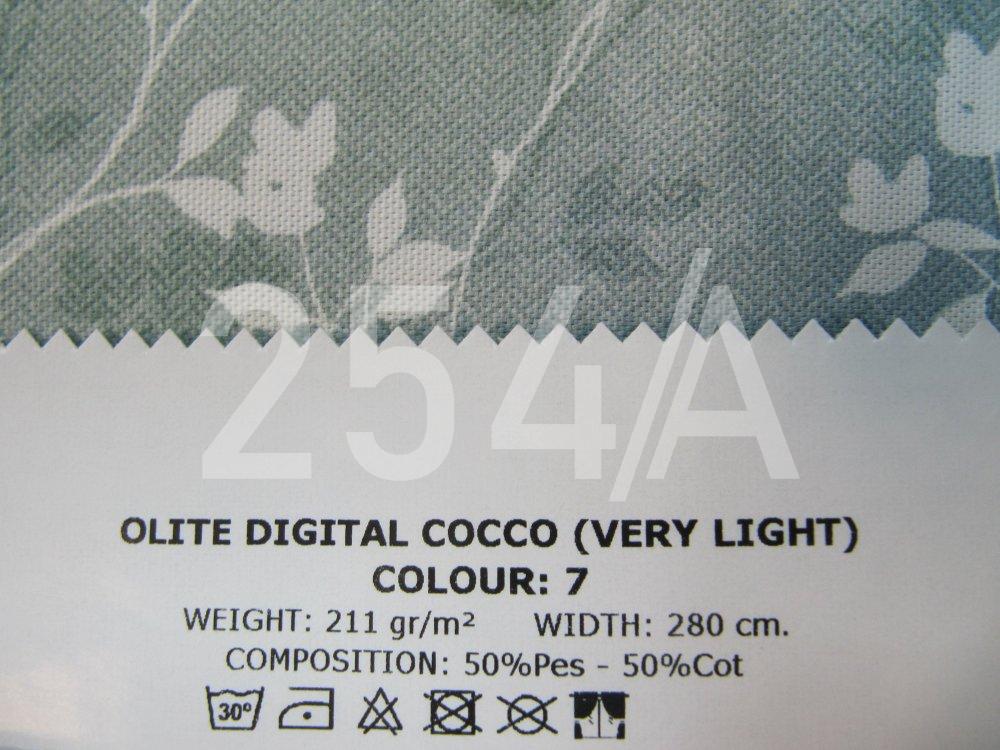 254/A
OLITE DIGITAL COCCO (VERY LIGHT)
COLOUR: 7
WEIGHT: 211 gr/m² WIDTH: 280 cm.
COMPOSITION: 50%Pes - 50%Cot
30º